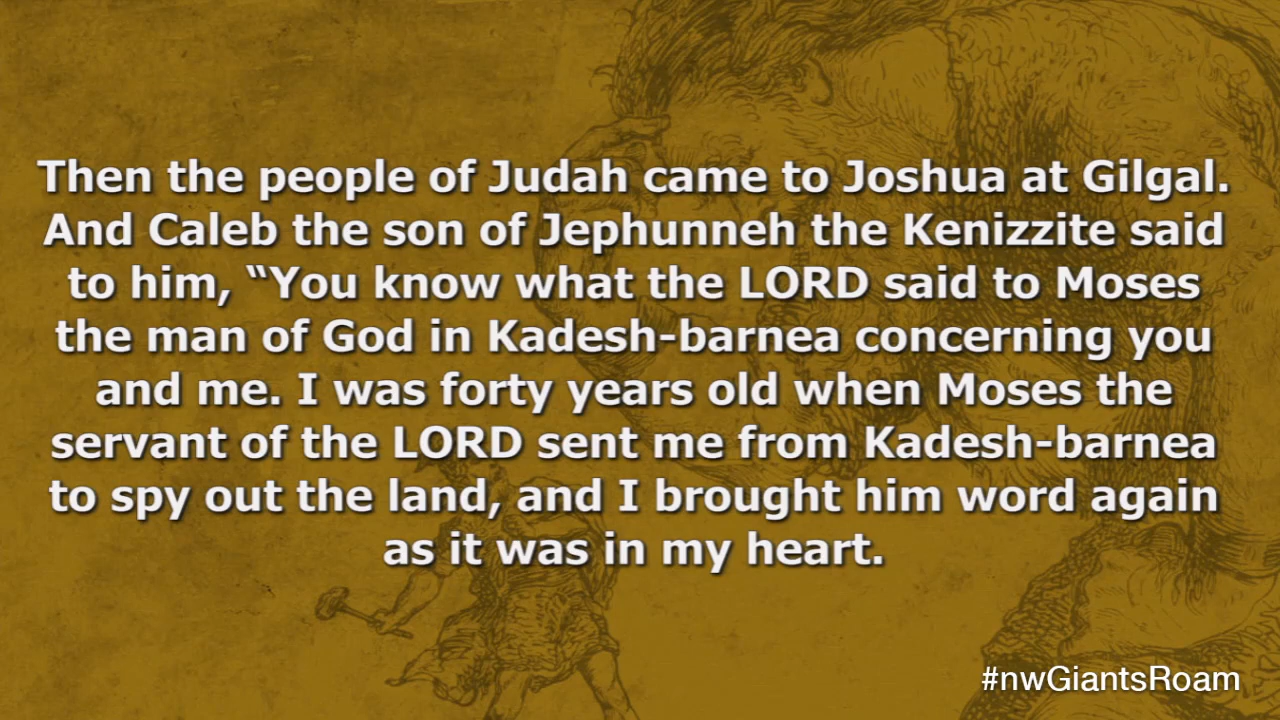 Then the people of Judah came to Joshua at Gilgal.
And Caleb the son of Jephunneh the Kenizzite said
to him, “You know what the LORD said to Moses
the man of God in Kadesh-barnea concerning you
and me. I was forty years old when Moses the
servant of the LORD sent me from Kadesh-barnea
to spy out the land, and I brought him word again
as it was in my heart.
#nwGiantsRoam